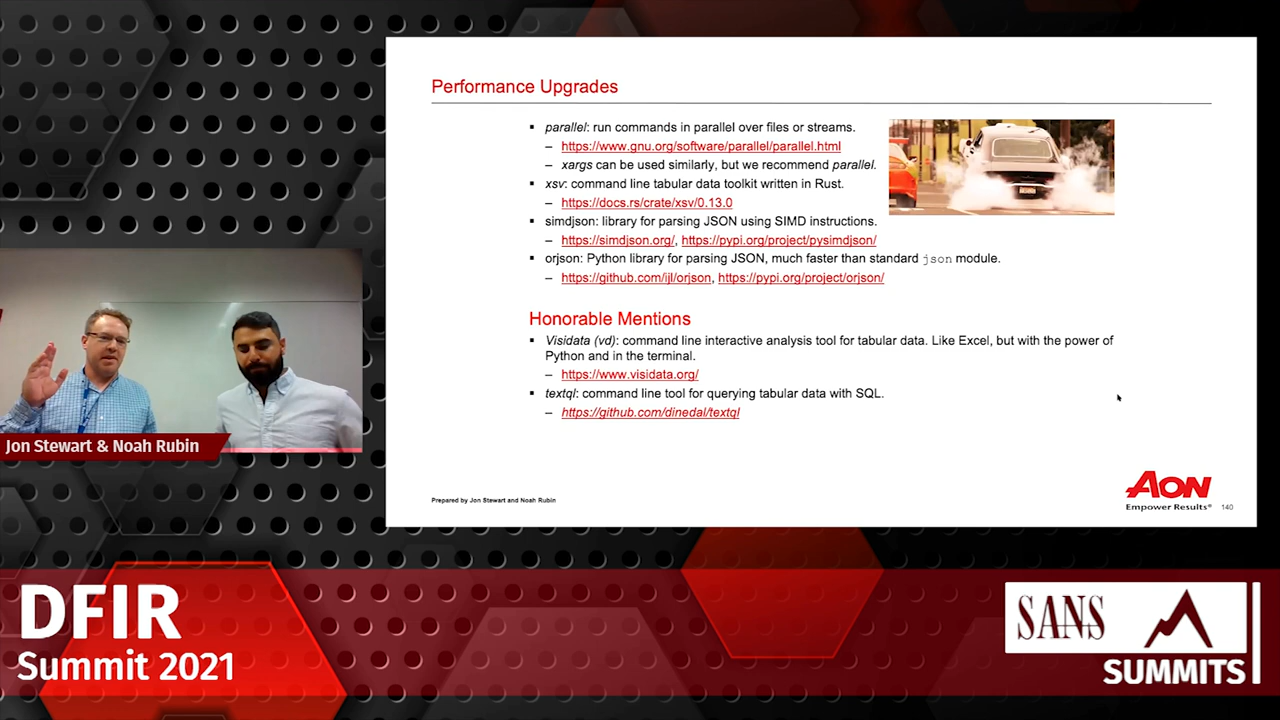 Performance Upgrades
▪ parallel: run commands in parallel over files or streams.
– https://www.gnu.org/software/parallel/parallel.html
– xargs can be used similarly, but we recommend parallel.
▪ xsv: command line tabular data toolkit written in Rust.
– https://docs.rs/crate/xsv/0.13.0
▪ simdjson: library for parsing JSON using SIMD instructions.
– https://simdjson.org/, https://pypi.org/project/pysimdjson/
▪ orjson: Python library for parsing JSON, much faster than standard json module.
– https://github.com/ijl/orjson, https://pypi.org/project/orjson/
Honorable Mentions
▪ Visidata (vd): command line interactive analysis tool for tabular data. Like Excel, but with the power of
Python and in the terminal.
– https://www.visidata.org/
▪ textql: command line tool for querying tabular data with SQL.
– https://github.com/dinedal/textql
Prepared by Jon Stewart and Noah Rubin
AON
Empower Results®
140
Jon Stewart & Noah Rubin
DFIR
Summit 2021
SANS
SUMMITS